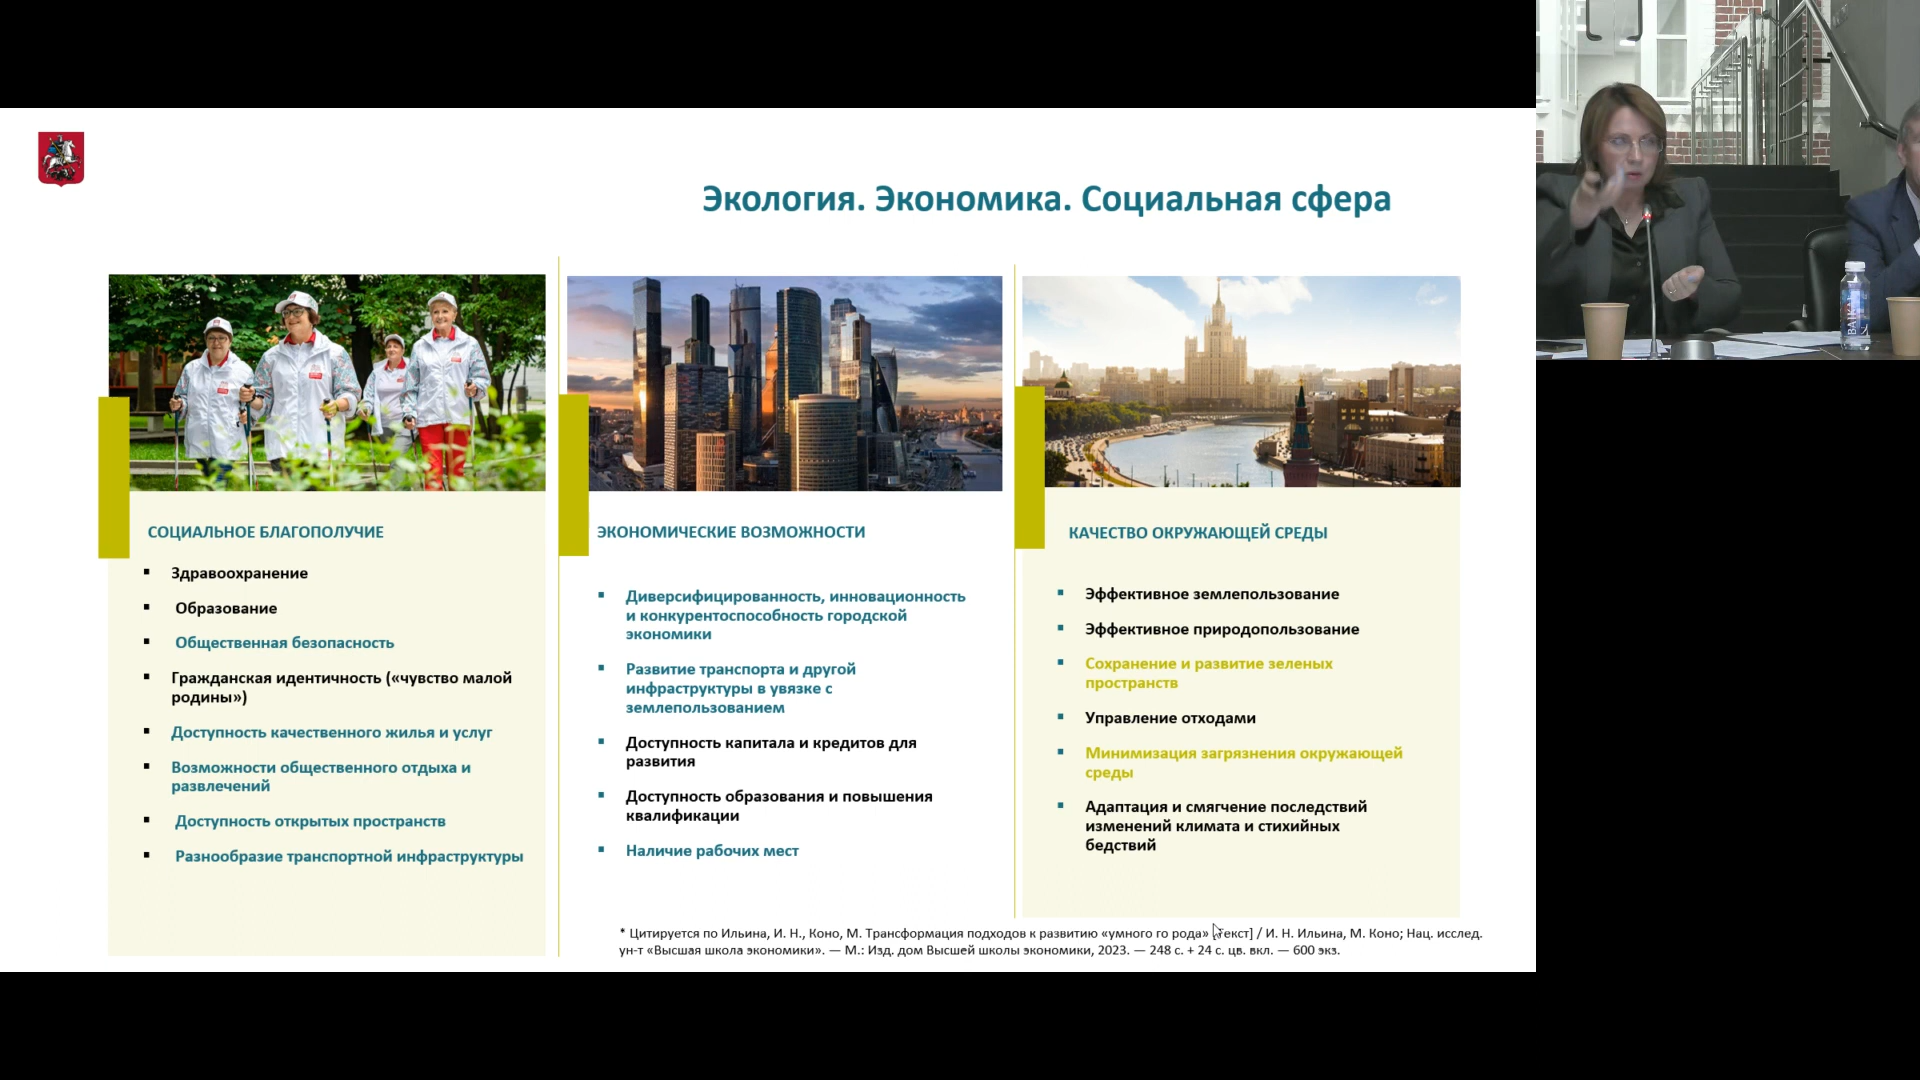 Экология. Экономика. Социальная сфера
СОЦИАЛЬНОЕ БЛАГОПОЛУЧИЕ
Здравоохранение
Образование
Общественная безопасность
Гражданская идентичность («чувство малой
родины»)
Доступность качественного жилья и услуг
Возможности общественного отдыха и
развлечений
Доступность открытых пространств
Разнообразие транспортной инфраструктуры
ЭКОНОМИЧЕСКИЕ ВОЗМОЖНОСТИ
Диверсифицированность, инновационность
и конкурентоспособность городской
экономики
Развитие транспорта и другой
инфраструктуры в увязке с
землепользованием
Доступность капитала и кредитов для
развития
Доступность образования и повышения
квалификации
Наличие рабочих мест
КАЧЕСТВО ОКРУЖАЮЩЕЙ СРЕДЫ
Эффективное землепользование
Эффективное природопользование
Сохранение и развитие зеленых
пространств
Управление отходами
Минимизация загрязнения окружающей
среды
Адаптация и смягчение последствий
изменений климата и стихийных
бедствий
* Цитируется по Ильина, И. Н., Коно, М. Трансформация подходов к развитию «умного го рода» [Текст] / И. Н. Ильина, М. Коно; Нац. исслед.
ун-т «Высшая школа экономики». — М.: Изд. дом Высшей школы экономики, 2023. — 248 с. + 24 с. цв. вкл. — 600 экз.